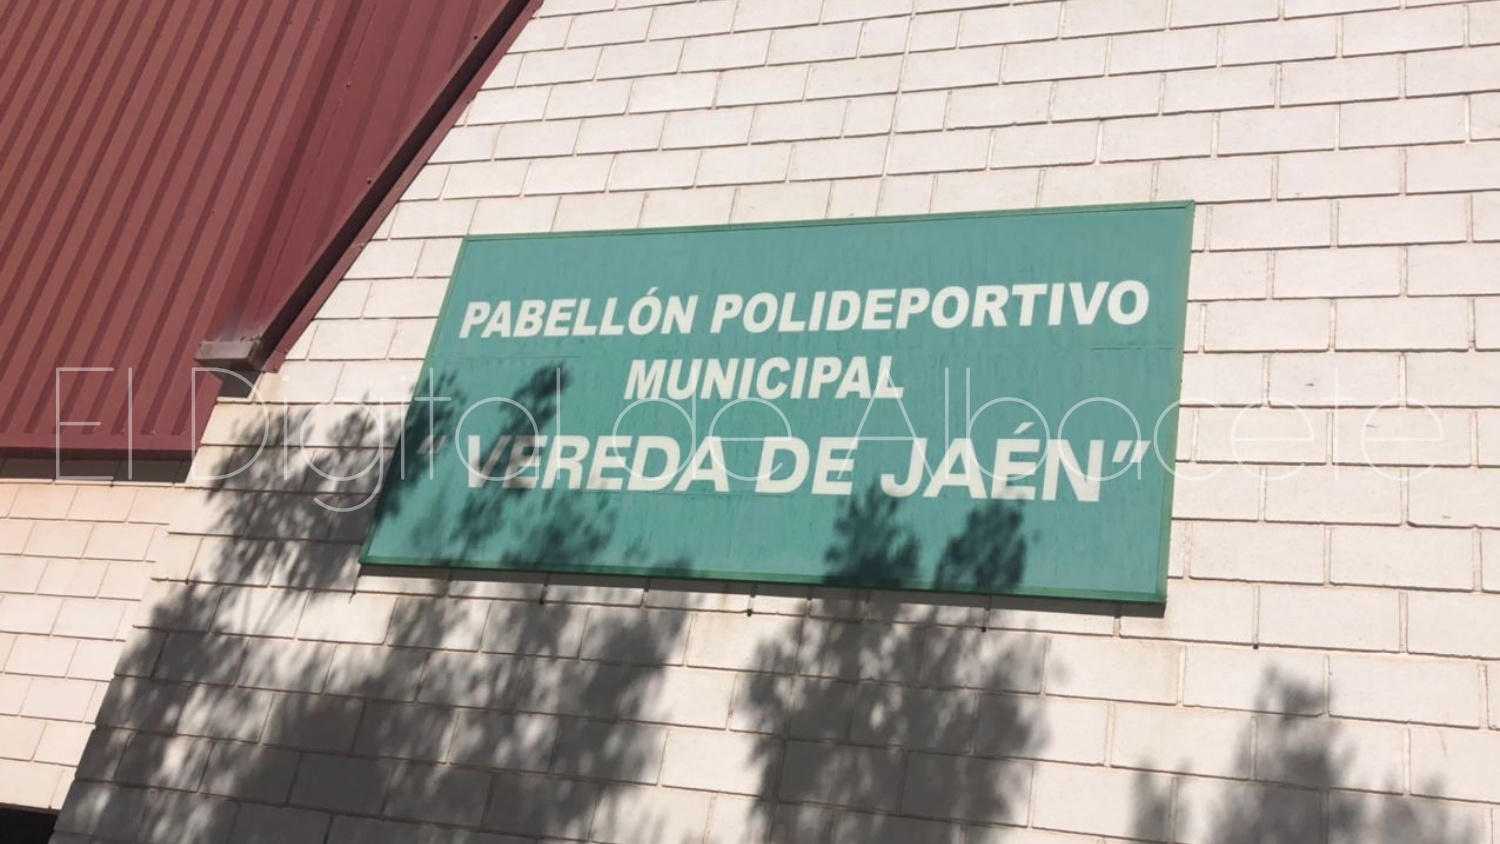 PABELLÓN POLIDEPORTIVO
MUNICIPAL
" VEREDA DE JAÉN"
El Digital de Albacete